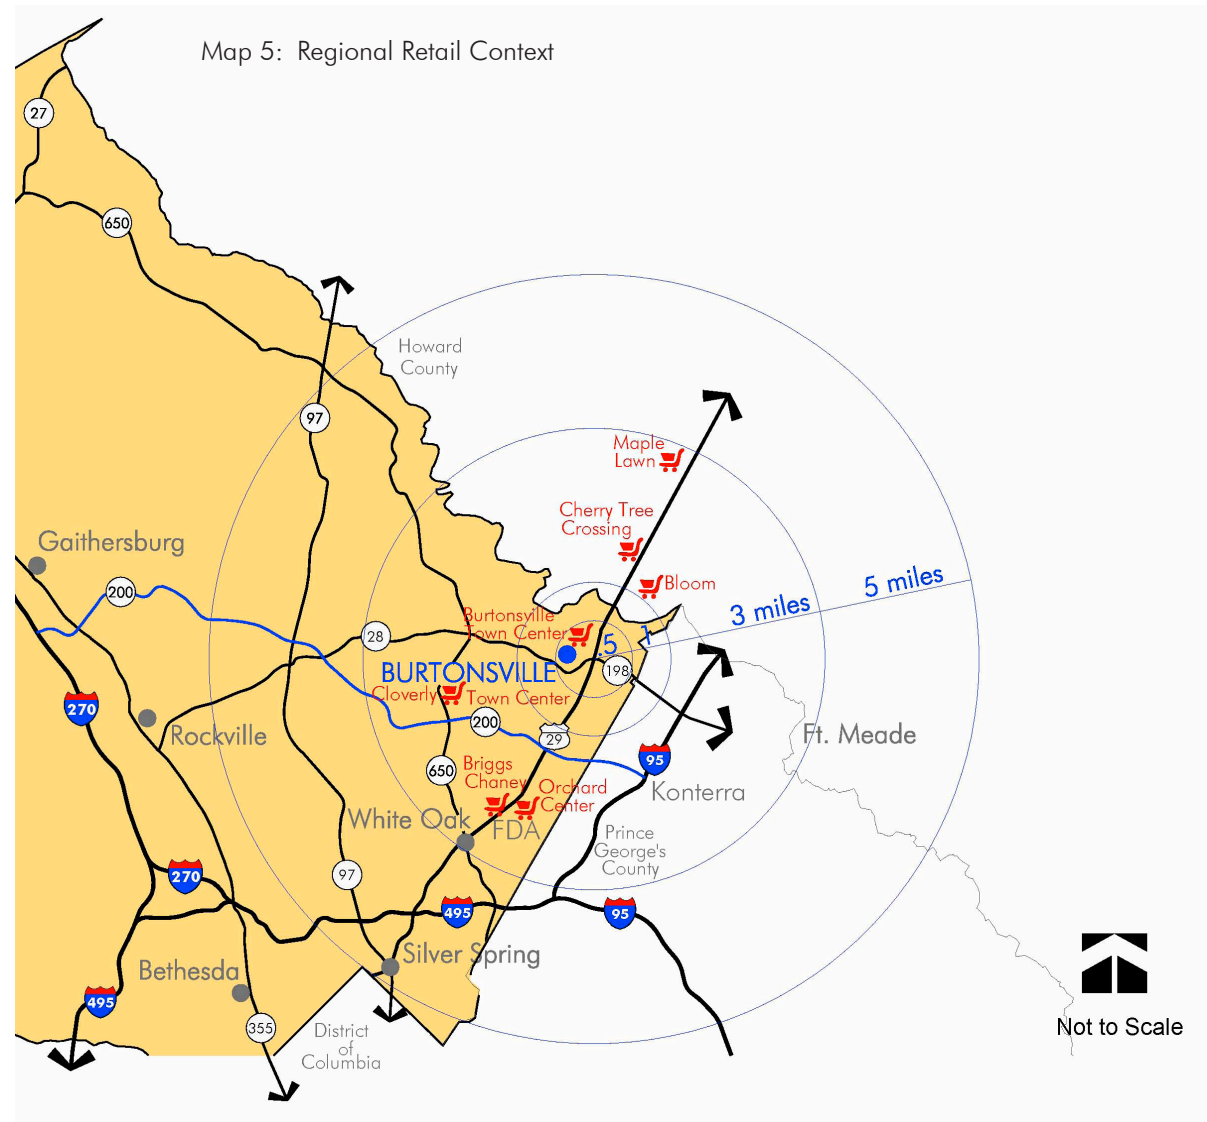 Map 5:  Regional Retail Context
27
650
Howard
County
97
Maple
Lawn
Cherry Tree
Crossing
Gaithersburg
200
Bloom
5 miles
3 miles
1
.5
Burtonsville
Town Center
28
198
BURTONSVILLE
Cloverly Town Center
270
200
29
Rockville
Ft. Meade
95
650
Briggs
Chaney
Orchard
Center
Konterra
White Oak
FDA
Prince
George's
County
270
97
495
95
Silver Spring
Bethesda
495
355
District
of
Columbia
Not to Scale